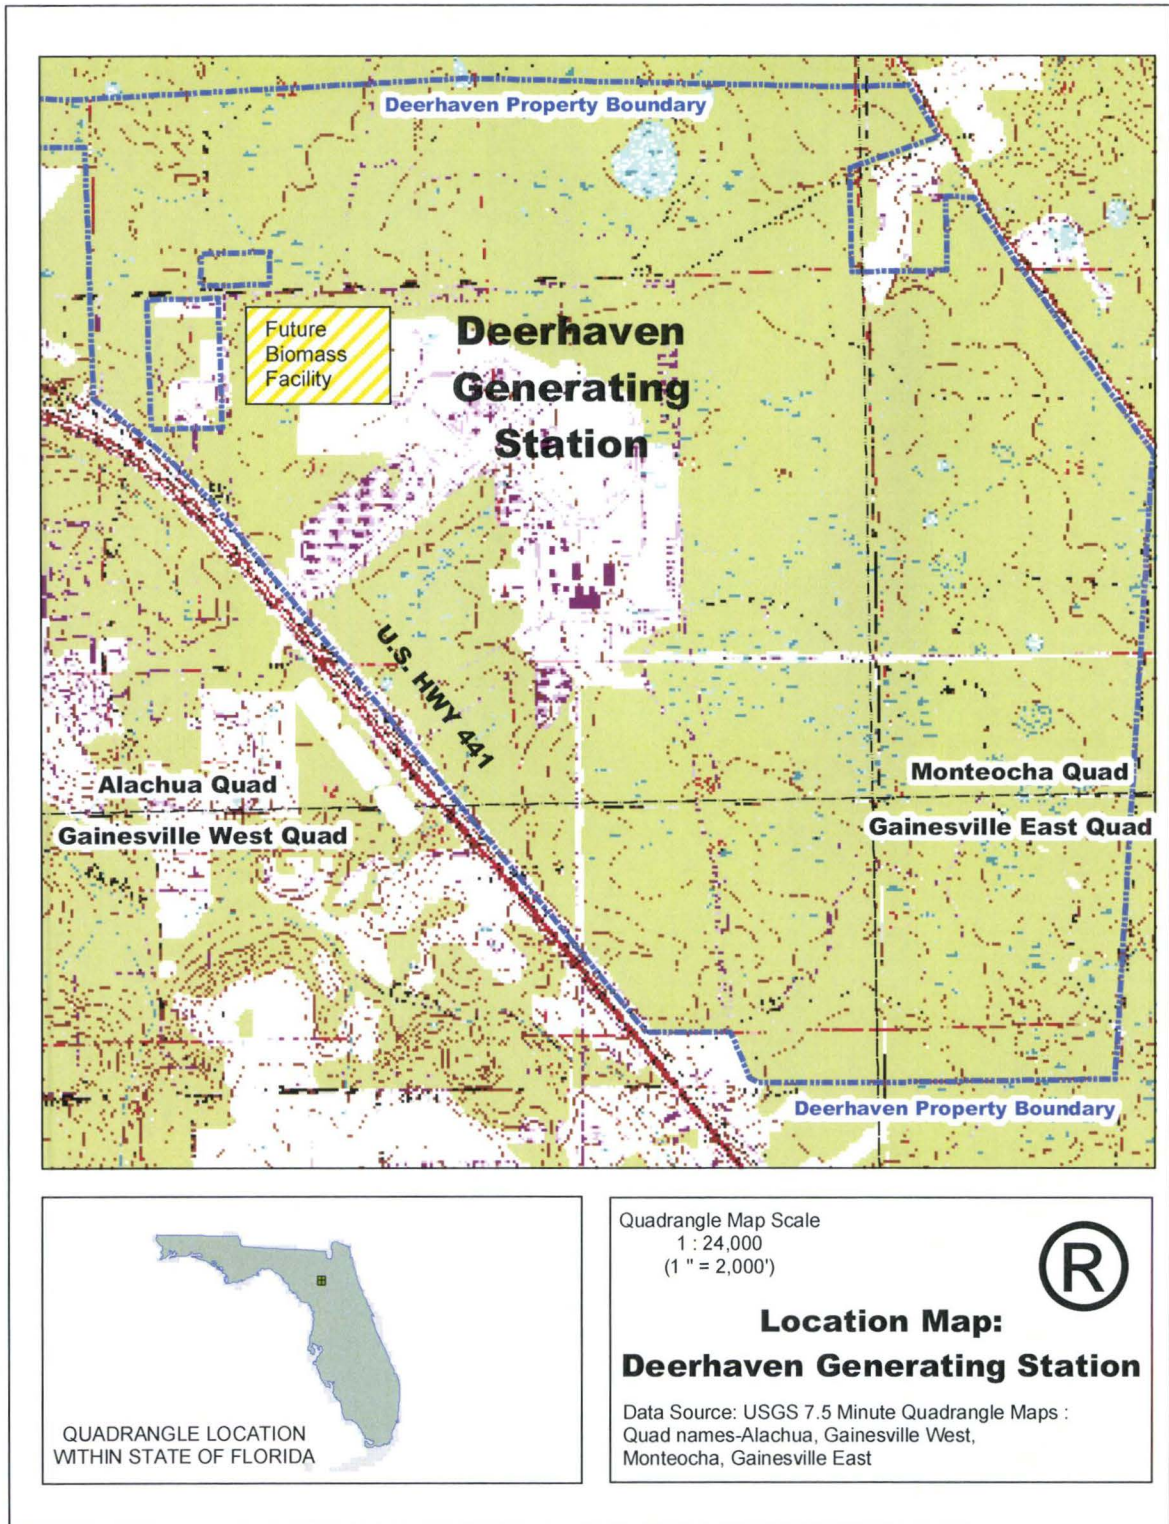 Deerhaven Property Boundary
Future
Biomass
Facility
Deerhaven
Generating
Station
U.S. HWY 441
Alachua Quad
Monteocha Quad
Gainesville West Quad
Gainesville East Quad
Deerhaven Property Boundary
QUADRANGLE LOCATION
WITHIN STATE OF FLORIDA
Quadrangle Map Scale
1 : 24,000
(1 " = 2,000')
®
Location Map:
Deerhaven Generating Station
Data Source: USGS 7.5 Minute Quadrangle Maps :
Quad names-Alachua, Gainesville West,
Monteocha, Gainesville East